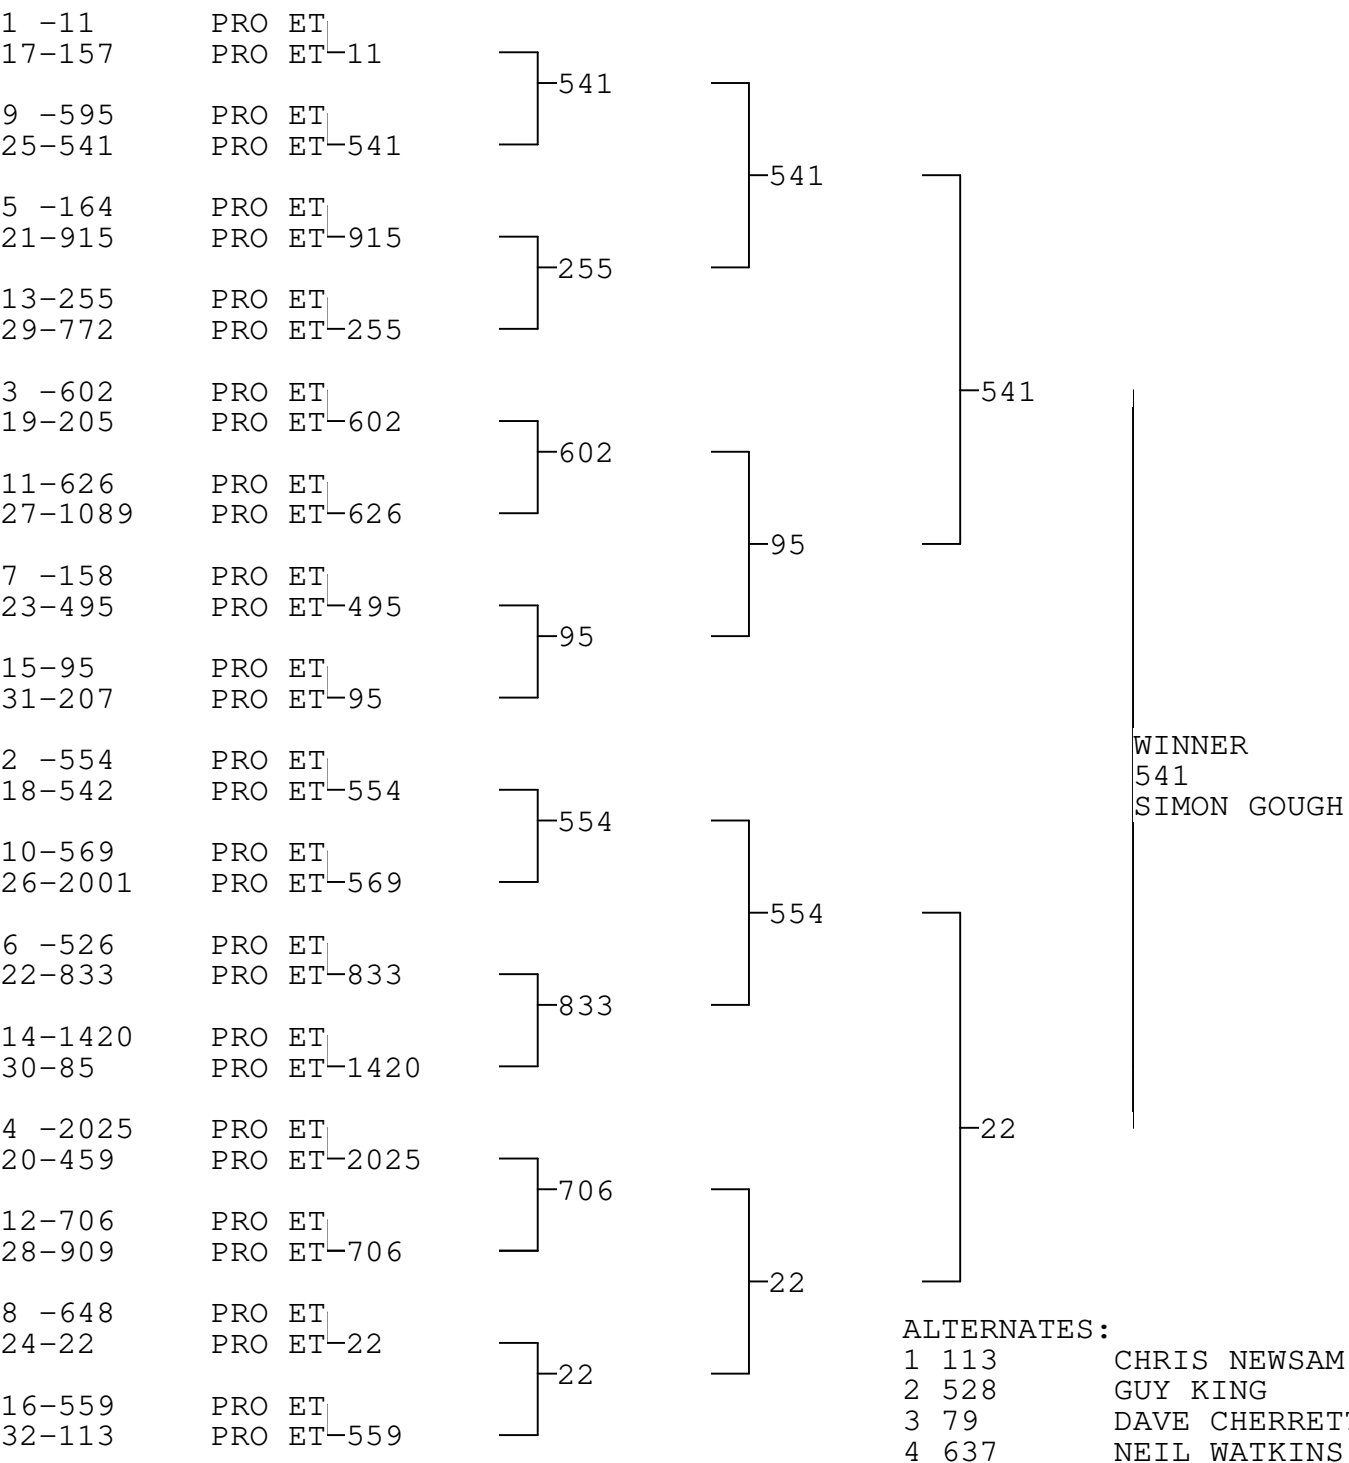 1 -11 PRO ET
17-157 PRO ET 11
541
9 -595 PRO ET
25-541 PRO ET 541
541
5 -164 PRO ET
21-915 PRO ET 915
255
13-255 PRO ET
29-772 PRO ET 255
541
3 -602 PRO ET
19-205 PRO ET 602
602
11-626 PRO ET
27-1089 PRO ET 626
95
7 -158 PRO ET
23-495 PRO ET 495
95
15-95 PRO ET
31-207 PRO ET 95
WINNER
541
SIMON GOUGH
2 -554 PRO ET
18-542 PRO ET 554
554
10-569 PRO ET
26-2001 PRO ET 569
554
6 -526 PRO ET
22-833 PRO ET 833
833
14-1420 PRO ET
30-85 PRO ET 1420
22
4 -2025 PRO ET
20-459 PRO ET 2025
706
12-706 PRO ET
28-909 PRO ET 706
22
8 -648 PRO ET
24-22 PRO ET 22
22
16-559 PRO ET
32-113 PRO ET 559
ALTERNATES:
1 113 CHRIS NEWSAM
2 528 GUY KING
3 79 DAVE CHERRETT
4 637 NEIL WATKINS